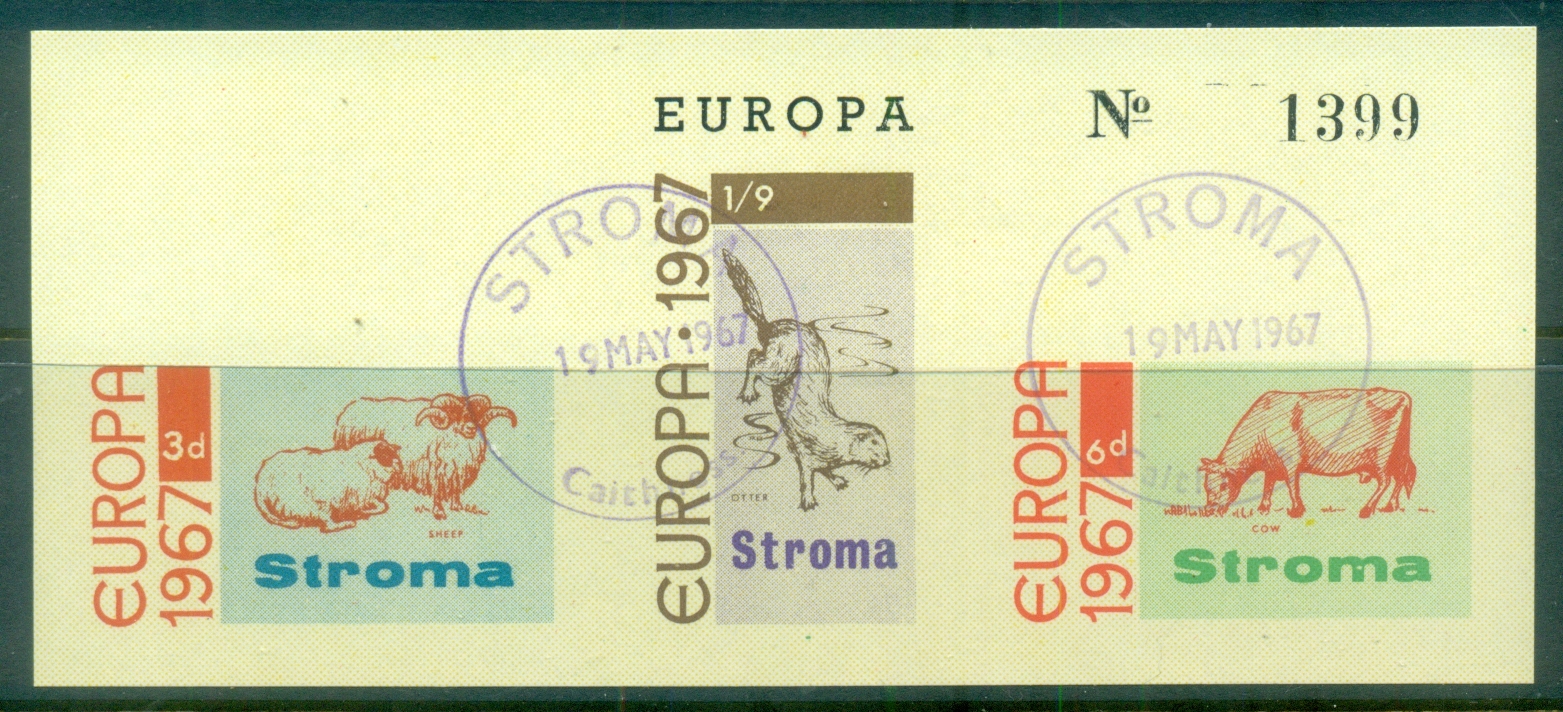 EUROPA
Nº 1399
EUROPA
1967
3d
SHEEP
Stroma
EUROPA • 1967
1/9
OTTER
Stroma
EUROPA
1967
6d
COW
Stroma
STROMA
19 MAY 1967
Caithness
STROMA
19 MAY 1967
Caithness